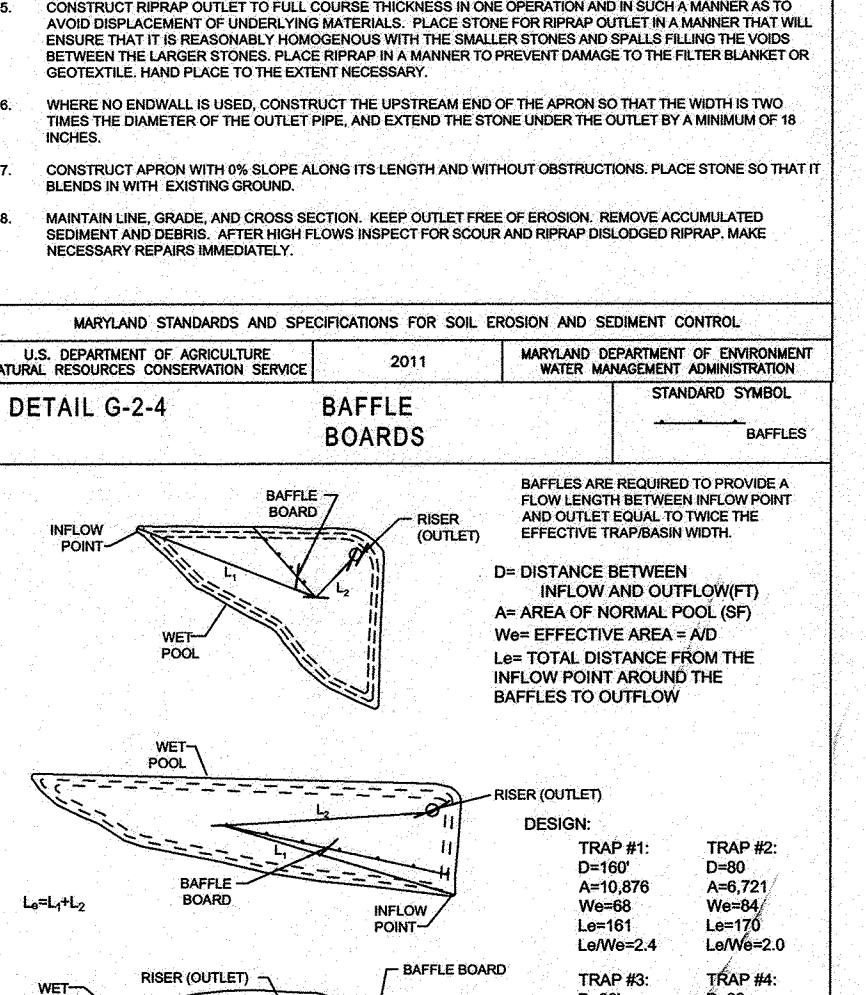 5. CONSTRUCT RIPRAP OUTLET TO FULL COURSE THICKNESS IN ONE OPERATION AND IN SUCH A MANNER AS TO
AVOID DISPLACEMENT OF UNDERLYING MATERIALS. PLACE STONE FOR RIPRAP OUTLET IN A MANNER THAT WILL
ENSURE THAT IT IS REASONABLY HOMOGENOUS WITH THE SMALLER STONES AND SPALLS FILLING THE VOIDS
BETWEEN THE LARGER STONES. PLACE RIPRAP IN A MANNER TO PREVENT DAMAGE TO THE FILTER BLANKET OR
GEOTEXTILE. HAND PLACE TO THE EXTENT NECESSARY.
6. WHERE NO ENDWALL IS USED, CONSTRUCT THE UPSTREAM END OF THE APRON SO THAT THE WIDTH IS TWO
TIMES THE DIAMETER OF THE OUTLET PIPE, AND EXTEND THE STONE UNDER THE OUTLET BY A MINIMUM OF 18
INCHES.
7. CONSTRUCT APRON WITH 0% SLOPE ALONG ITS LENGTH AND WITHOUT OBSTRUCTIONS. PLACE STONE SO THAT IT
BLENDS IN WITH EXISTING GROUND.
8. MAINTAIN LINE, GRADE, AND CROSS SECTION. KEEP OUTLET FREE OF EROSION. REMOVE ACCUMULATED
SEDIMENT AND DEBRIS. AFTER HIGH FLOWS INSPECT FOR SCOUR AND RIPRAP DISLODGED RIPRAP. MAKE
NECESSARY REPAIRS IMMEDIATELY.
MARYLAND STANDARDS AND SPECIFICATIONS FOR SOIL EROSION AND SEDIMENT CONTROL
U.S. DEPARTMENT OF AGRICULTURE
ATURAL RESOURCES CONSERVATION SERVICE
2011
MARYLAND DEPARTMENT OF ENVIRONMENT
WATER MANAGEMENT ADMINISTRATION
DETAIL G-2-4
BAFFLE
BOARDS
STANDARD SYMBOL
BAFFLES
BAFFLES ARE REQUIRED TO PROVIDE A
FLOW LENGTH BETWEEN INFLOW POINT
AND OUTLET EQUAL TO TWICE THE
EFFECTIVE TRAP/BASIN WIDTH.
BAFFLE
BOARD
INFLOW
POINT
RISER
(OUTLET)
L1
L2
WET
POOL
D= DISTANCE BETWEEN
INFLOW AND OUTFLOW(FT)
A= AREA OF NORMAL POOL (SF)
We= EFFECTIVE AREA = A/D
Le= TOTAL DISTANCE FROM THE
INFLOW POINT AROUND THE
BAFFLES TO OUTFLOW
WET
POOL
RISER (OUTLET)
L2
L1
BAFFLE
BOARD
INFLOW
POINT
Le=L1+L2
DESIGN:
TRAP #1:
D=160'
A=10,876
We=68
Le=161
Le/We=2.4
TRAP #2:
D=80
A=6,721
We=84
Le=170
Le/We=2.0
WET
RISER (OUTLET)
BAFFLE BOARD
TRAP #3:
TRAP #4: